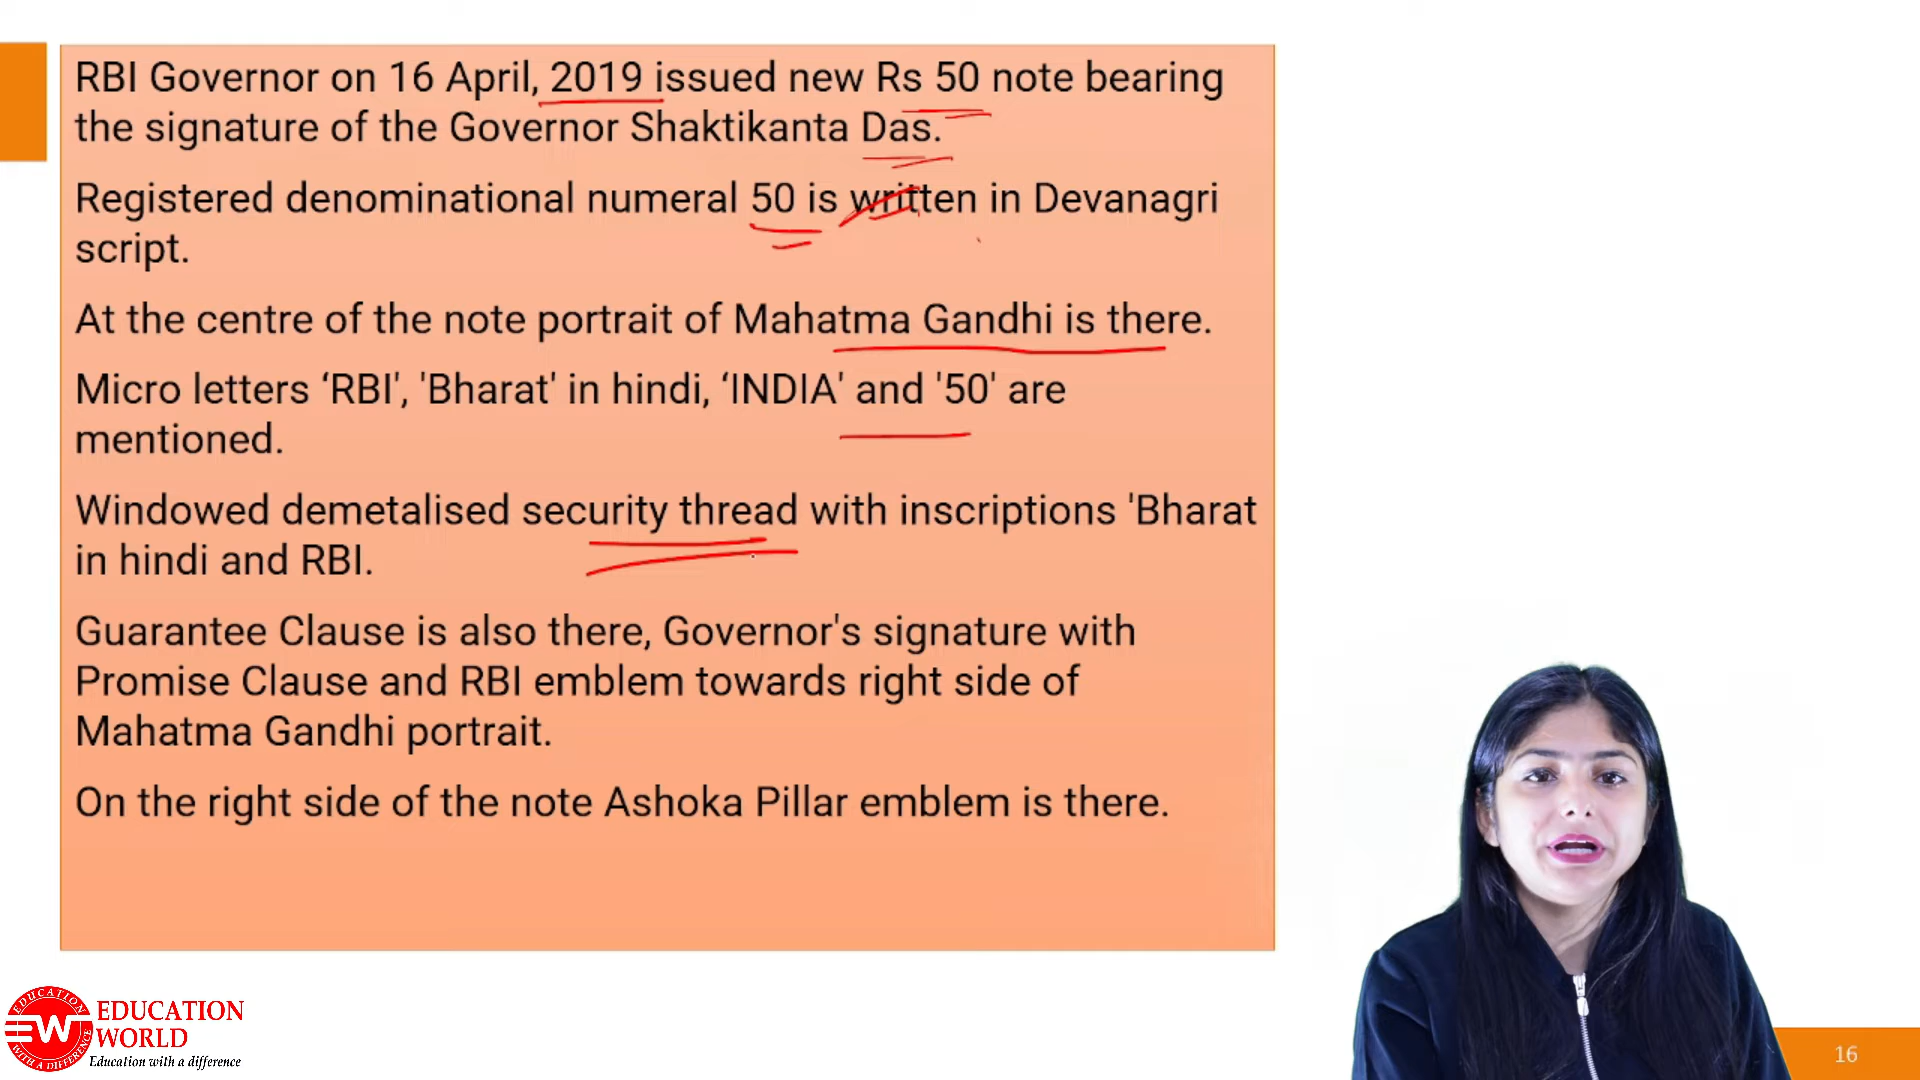 RBI Governor on 16 April, 2019 issued new Rs 50 note bearing
the signature of the Governor Shaktikanta Das.
Registered denominational numeral 50 is written in Devanagri
script.
At the centre of the note portrait of Mahatma Gandhi is there.
Micro letters ‘RBI', 'Bharat' in hindi, ‘INDIA' and '50' are
mentioned.
Windowed demetalised security thread with inscriptions 'Bharat
in hindi and RBI.
Guarantee Clause is also there, Governor's signature with
Promise Clause and RBI emblem towards right side of
Mahatma Gandhi portrait.
On the right side of the note Ashoka Pillar emblem is there.
EDUCATION
EW
WITH A DIFFERENCE
EDUCATION
WORLD
Education with a difference
16